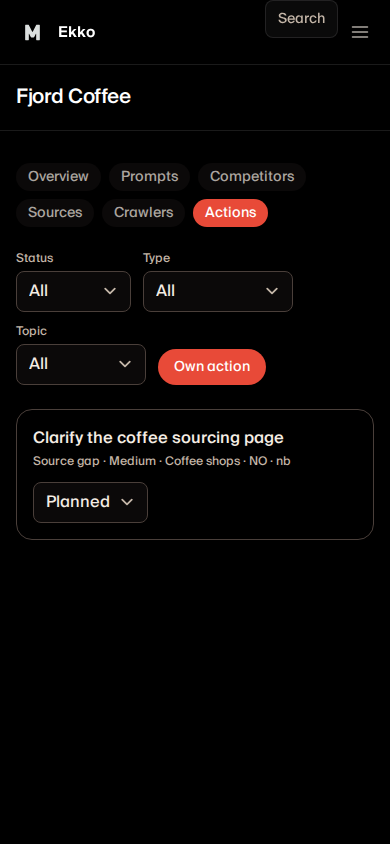 Search
Ekko
Fjord Coffee
Overview Prompts Competitors
Sources Crawlers Actions
Status Type
All All
Topic
All Own action
Clarify the coffee sourcing page
Source gap · Medium · Coffee shops · NO · nb
Planned